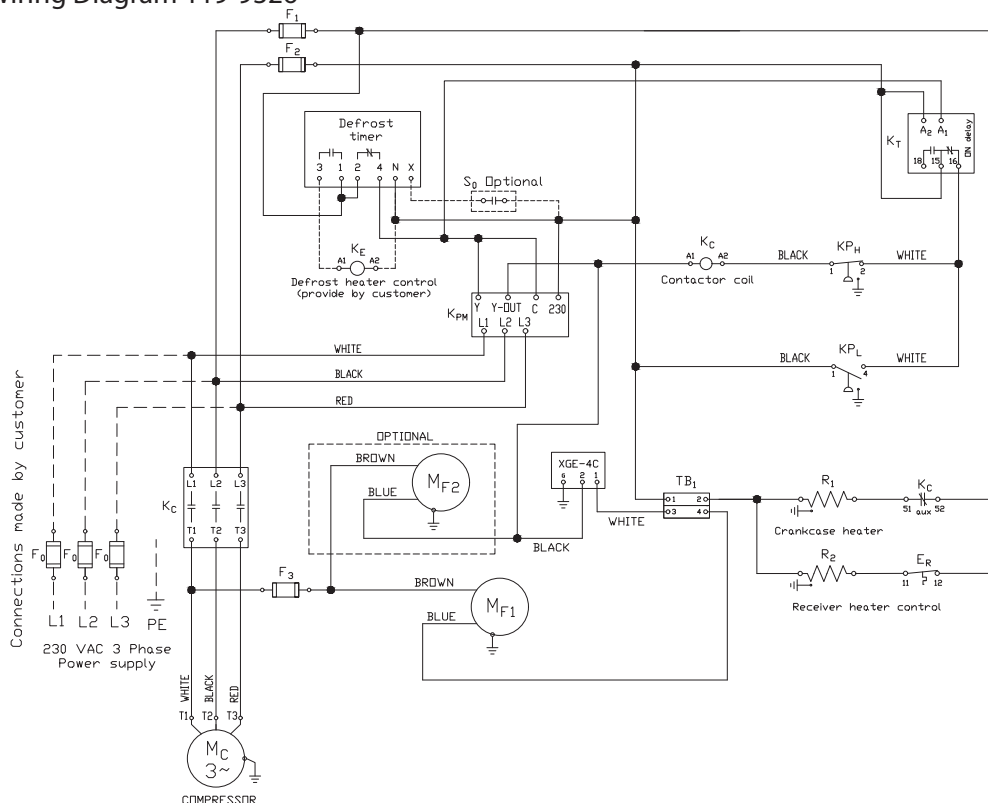 Wiring Diagram 119-9326
F1
F2
Defrost
timer
3 1 2 4 N X
S0 Optional
KE
A1 A2
Defrost heater control
(provide by customer)
KT
A2 A1
ON delay
18 15 16
KC
A1 A2
Contactor coil
BLACK
KPH
1 2
WHITE
KPM
Y Y-OUT C 230
L1 L2 L3
WHITE
BLACK
RED
BLACK
KPL
1 4
WHITE
Connections made by customer
OPTIONAL
BROWN
BLUE
MF2
XGE-4C
6 2 1
WHITE
BLACK
TB1
1 2
3 4
R1
Crankcase heater
KC
51 aux 52
R2
ER
11 12
Receiver heater control
L1 L2 L3
KC
T1 T2 T3
F0 F0 F0
L1 L2 L3 PE
230 VAC 3 Phase
Power supply
F3
BROWN
BLUE
MF1
WHITE
BLACK
RED
T1 T2 T3
MC
3~
COMPRESSOR